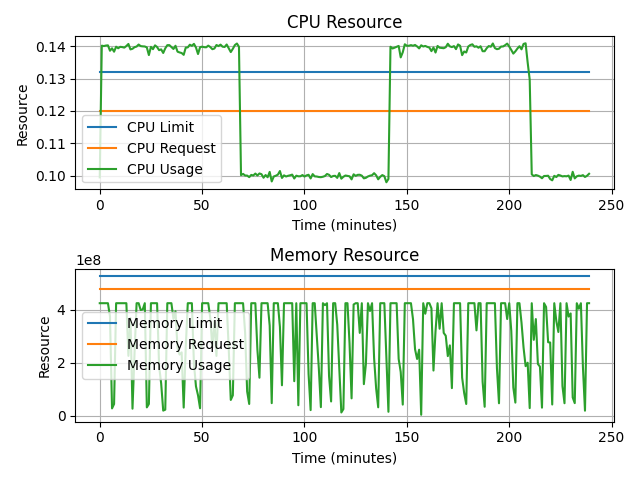 CPU Resource
0.14
0.13
0.12
0.11
0.10
Resource
CPU Limit
CPU Request
CPU Usage
0 50 100 150 200 250
Time (minutes)
Memory Resource
1e8
4
2
0
Resource
Memory Limit
Memory Request
Memory Usage
0 50 100 150 200 250
Time (minutes)